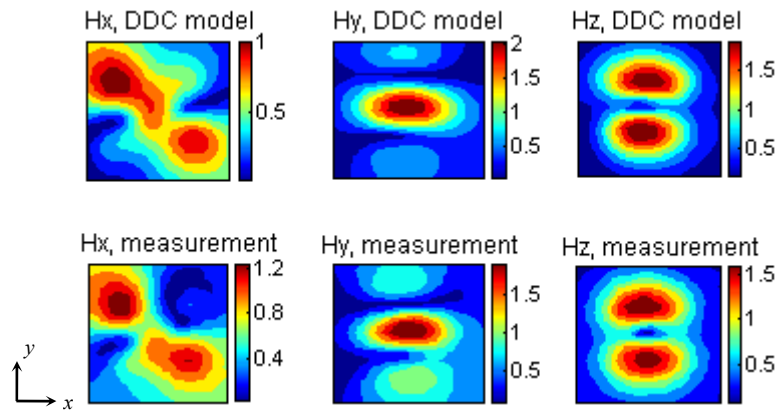 Hx, DDC model
Hy, DDC model
Hz, DDC model
1
0.5
2
1.5
1
0.5
1.5
1
0.5
Hx, measurement
Hy, measurement
Hz, measurement
1.2
0.8
0.4
1.5
1
0.5
1.5
1
0.5
y
x